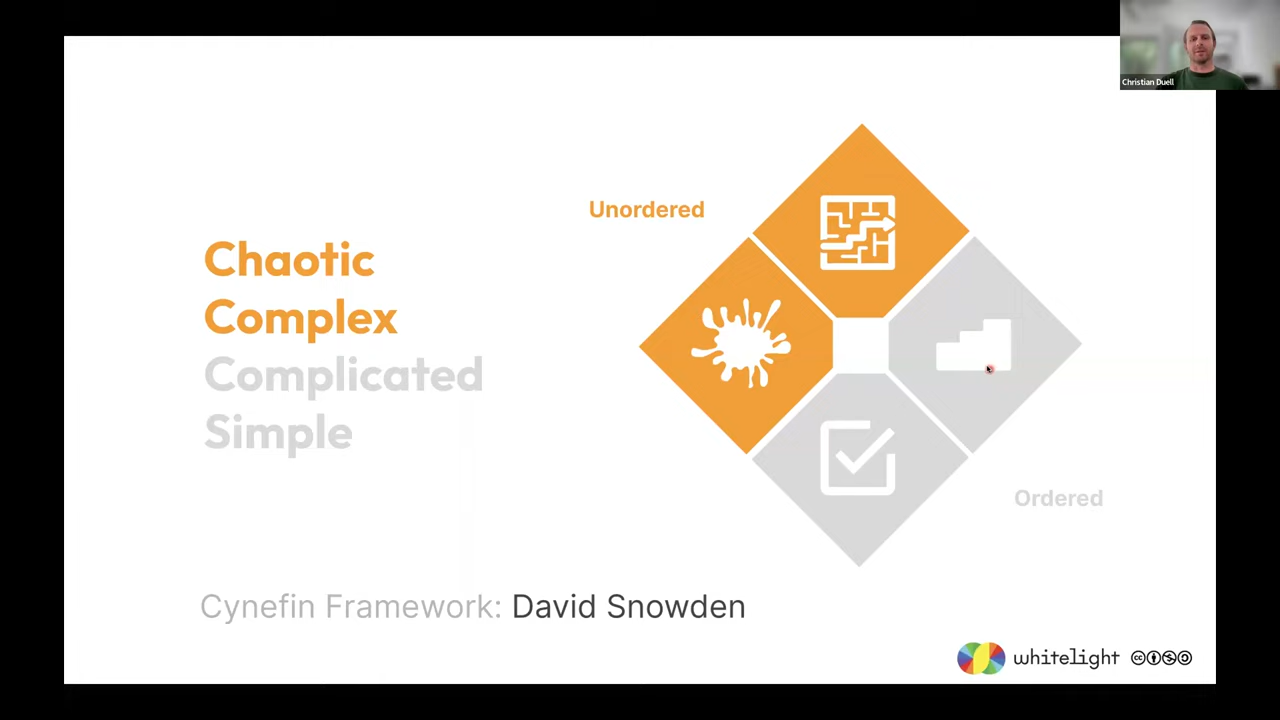 Christian Duell
Unordered
Chaotic
Complex
Complicated
Simple
Ordered
Cynefin Framework: David Snowden
whitelight